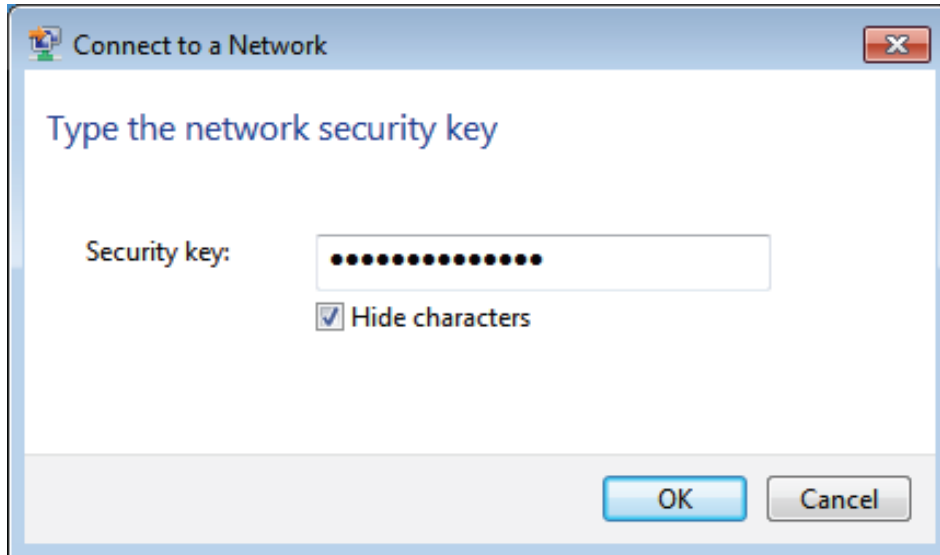 Connect to a Network
Type the network security key
Security key: ••••••••••••••
Hide characters
OK Cancel